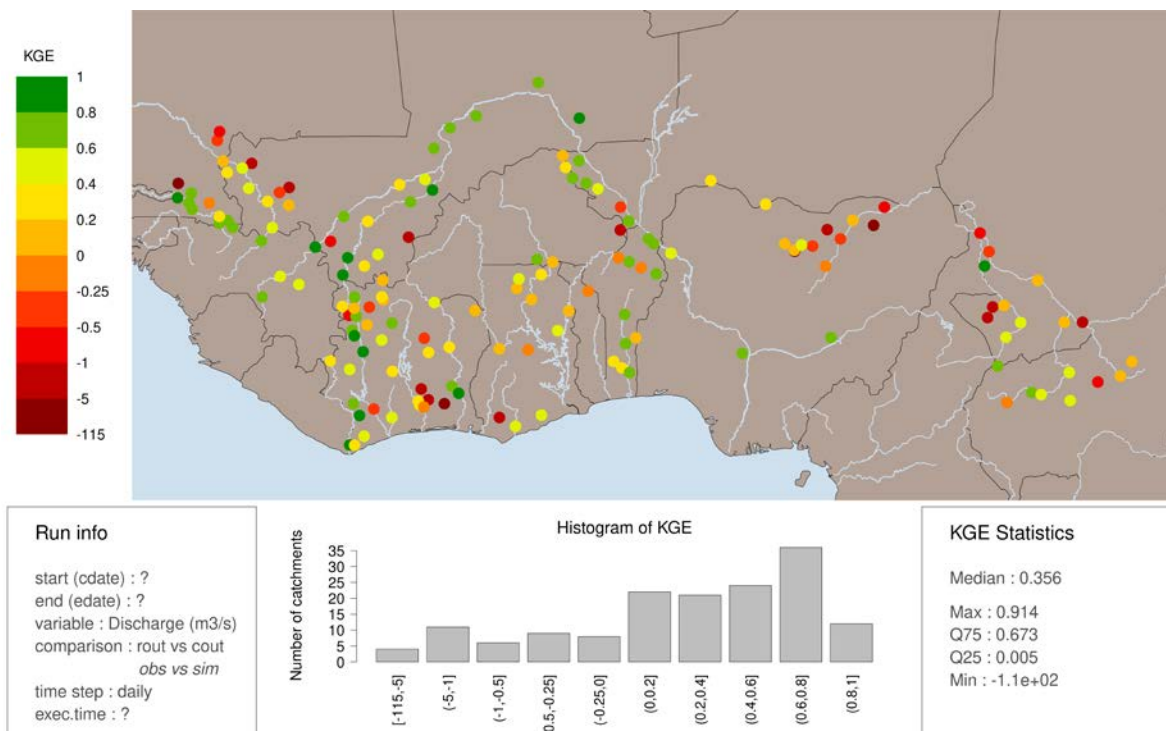 KGE
1
0.8
0.6
0.4
0.2
0
-0.25
-0.5
-1
-5
-115
Run info
start (cdate) : ?
end (edate) : ?
variable : Discharge (m3/s)
comparison : rout vs cout
obs vs sim
time step : daily
exec.time : ?
Histogram of KGE
Number of catchments
35
30
25
20
15
10
5
0
[-115,-5]
(-5,-1]
(-1,-0.5]
0.5,-0.25]
(-0.25,0]
(0,0.2]
(0.2,0.4]
(0.4,0.6]
(0.6,0.8]
(0.8,1]
KGE Statistics
Median : 0.356
Max : 0.914
Q75 : 0.673
Q25 : 0.005
Min : -1.1e+02